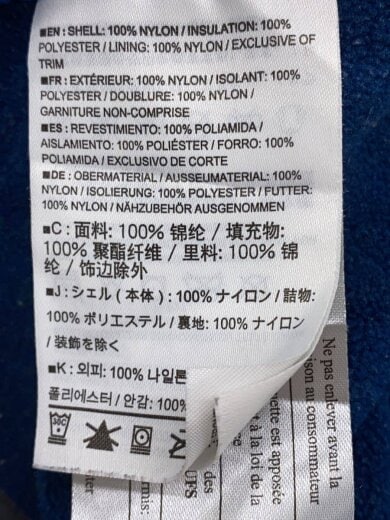 ■EN : SHELL: 100% NYLON / INSULATION: 100%
POLYESTER / LINING: 100% NYLON / EXCLUSIVE OF
TRIM
■FR : EXTÉRIEUR: 100% NYLON / ISOLANT: 100%
POLYESTER / DOUBLURE: 100% NYLON /
GARNITURE NON-COMPRISE
■ES : REVESTIMIENTO: 100% POLIAMIDA /
AISLAMIENTO: 100% POLIÉSTER / FORRO: 100%
POLIAMIDA / EXCLUSIVO DE CORTE
■DE : OBERMATERIAL / AUSSEUMATERIAL: 100%
NYLON / ISOLIERUNG: 100% POLYESTER / FUTTER:
100% NYLON / NÄHZUBEHÖR AUSGENOMMEN
■C : 面料: 100% 锦纶 / 填充物:
100% 聚酯纤维 / 里料: 100% 锦
纶 / 饰边除外
■J : シェル ( 本体 ) : 100% ナイロン / 詰物:
100% ポリエステル / 裏地: 100% ナイロン
/ 装飾を除く
■K : 외피: 100% 나일론
폴리에스터 / 안감: 100%
30C
Ne pas enlever avant la
ison au consommateur
ette est apposée
t à la loi de la
des
UFS
rmis:
ter